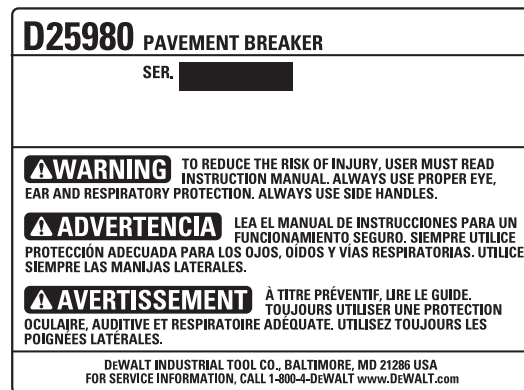 D25980 PAVEMENT BREAKER
SER.
WARNING TO REDUCE THE RISK OF INJURY, USER MUST READ
INSTRUCTION MANUAL. ALWAYS USE PROPER EYE,
EAR AND RESPIRATORY PROTECTION. ALWAYS USE SIDE HANDLES.
ADVERTENCIA LEA EL MANUAL DE INSTRUCCIONES PARA UN
FUNCIONAMIENTO SEGURO. SIEMPRE UTILICE
PROTECCIÓN ADECUADA PARA LOS OJOS, OÍDOS Y VÍAS RESPIRATORIAS. UTILICE
SIEMPRE LAS MANIJAS LATERALES.
AVERTISSEMENT À TITRE PRÉVENTIF, LIRE LE GUIDE.
TOUJOURS UTILISER UNE PROTECTION
OCULAIRE, AUDITIVE ET RESPIRATOIRE ADÉQUATE. UTILISEZ TOUJOURS LES
POIGNÉES LATÉRALES.
DEWALT INDUSTRIAL TOOL CO., BALTIMORE, MD 21286 USA
FOR SERVICE INFORMATION, CALL 1-800-4-DEWALT www.DEWALT.com